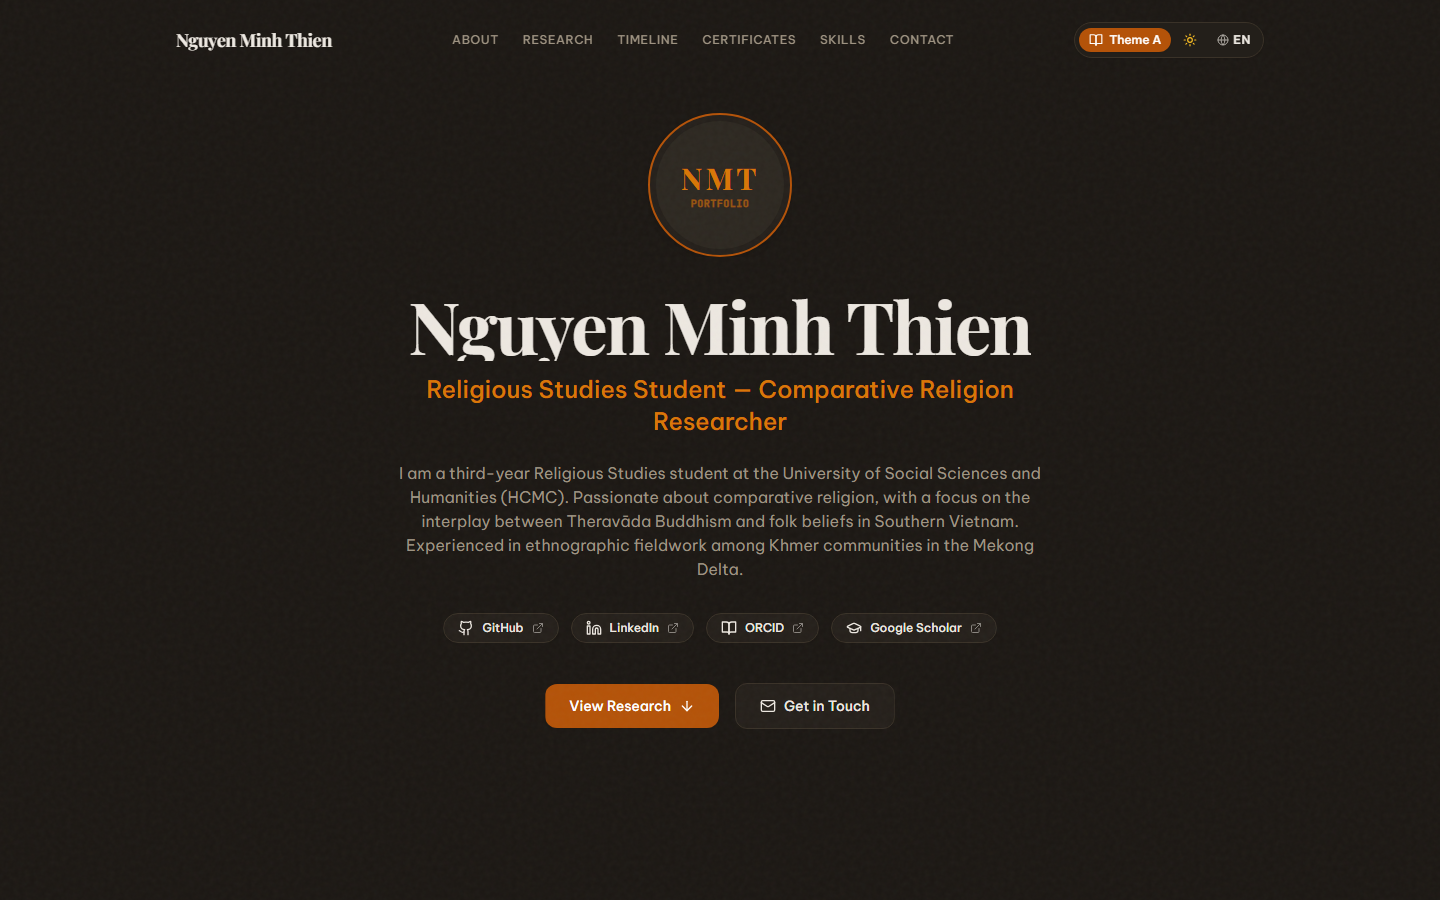 Nguyen Minh Thien
ABOUT RESEARCH TIMELINE CERTIFICATES SKILLS CONTACT
Theme A EN
NMT
PORTFOLIO
Nguyen Minh Thien
Religious Studies Student — Comparative Religion
Researcher
I am a third-year Religious Studies student at the University of Social Sciences and
Humanities (HCMC). Passionate about comparative religion, with a focus on the
interplay between Theravāda Buddhism and folk beliefs in Southern Vietnam.
Experienced in ethnographic fieldwork among Khmer communities in the Mekong
Delta.
GitHub LinkedIn ORCID Google Scholar
View Research Get in Touch